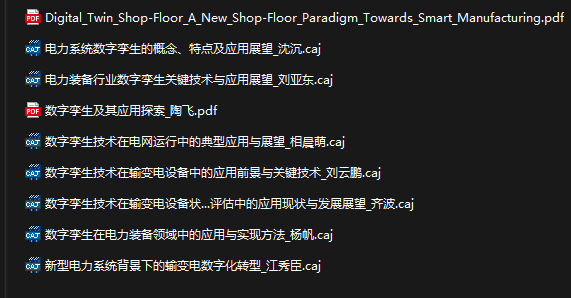 PDF Digital_Twin_Shop-Floor_A_New_Shop-Floor_Paradigm_Towards_Smart_Manufacturing.pdf
CAJ 电力系统数字孪生的概念、特点及应用展望_沈沉.caj
CAJ 电力装备行业数字孪生关键技术与应用展望_刘亚东.caj
PDF 数字孪生及其应用探索_陶飞.pdf
CAJ 数字孪生技术在电网运行中的典型应用与展望_相晨萌.caj
CAJ 数字孪生技术在输变电设备中的应用前景与关键技术_刘云鹏.caj
CAJ 数字孪生技术在输变电设备状...评估中的应用现状与发展展望_齐波.caj
CAJ 数字孪生在电力装备领域中的应用与实现方法_杨帆.caj
CAJ 新型电力系统背景下的输变电数字化转型_江秀臣.caj